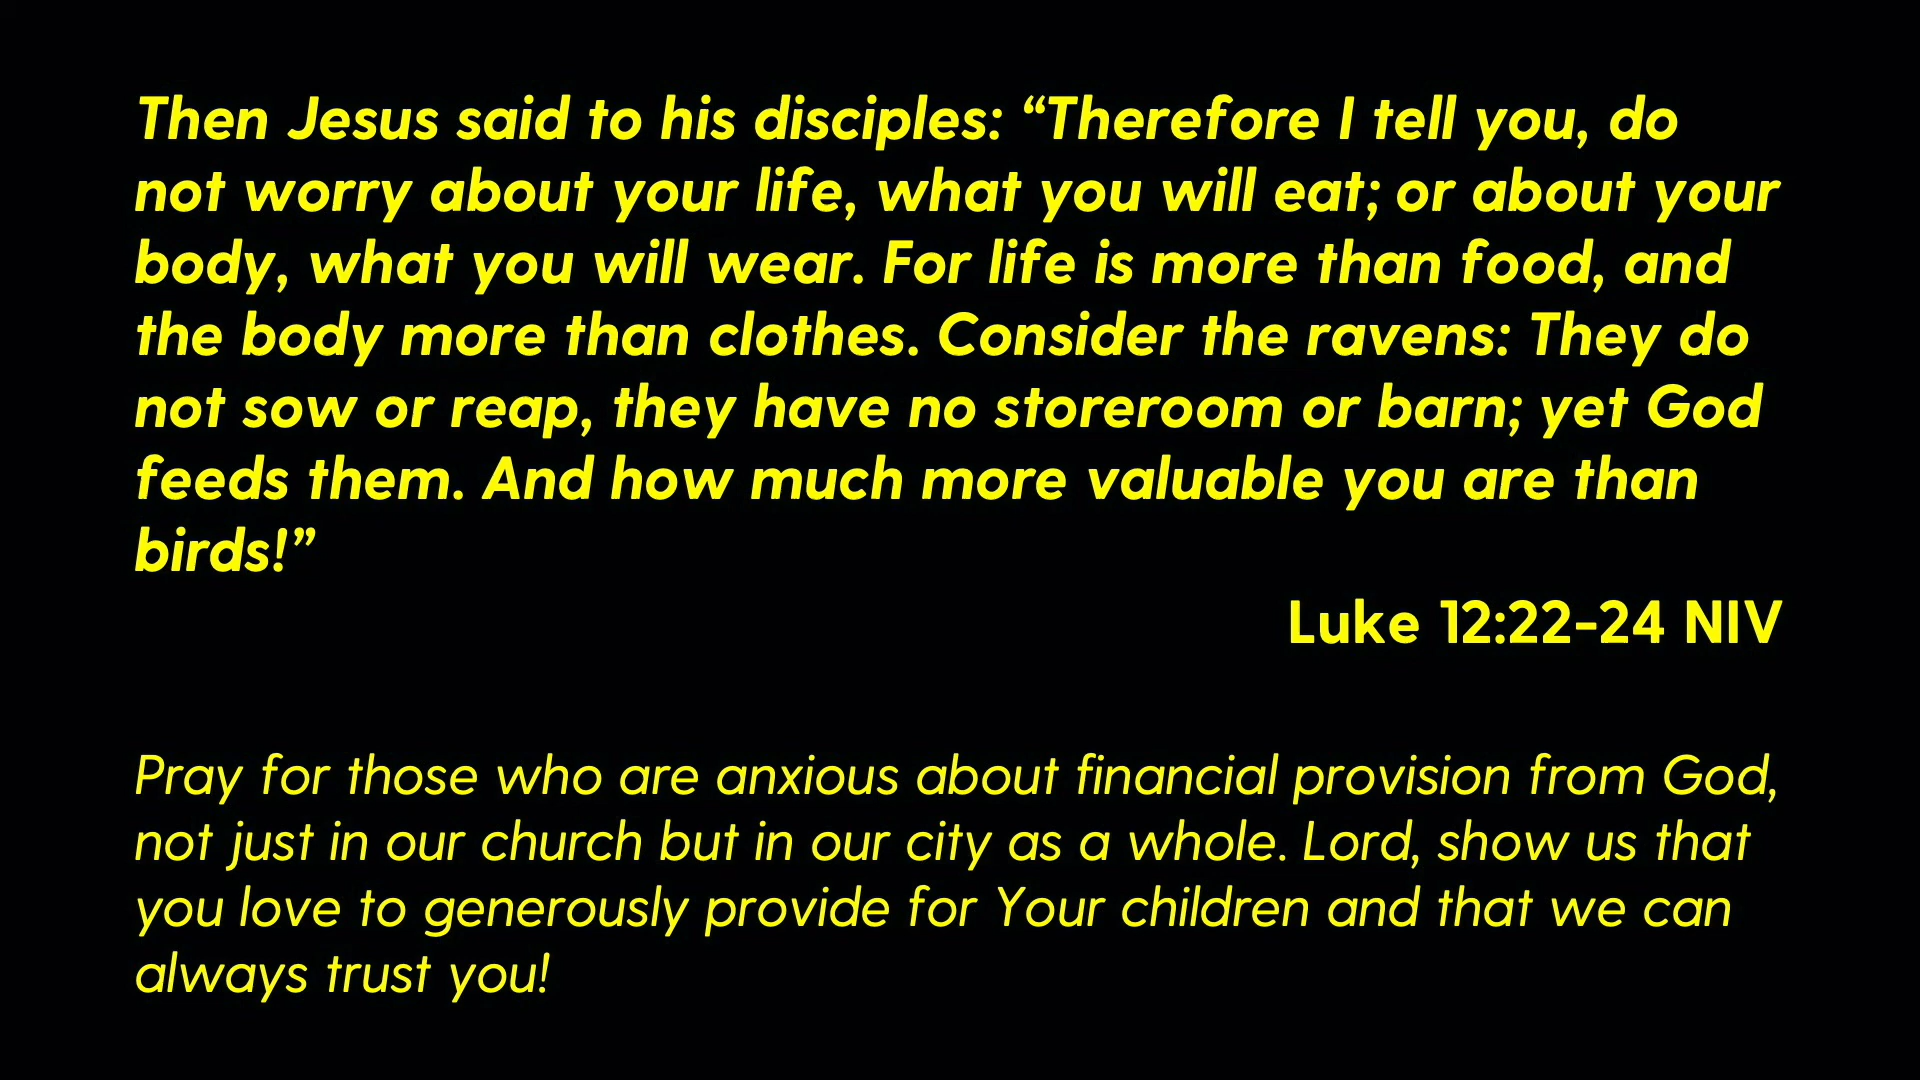 Then Jesus said to his disciples: “Therefore I tell you, do
not worry about your life, what you will eat; or about your
body, what you will wear. For life is more than food, and
the body more than clothes. Consider the ravens: They do
not sow or reap, they have no storeroom or barn; yet God
feeds them. And how much more valuable you are than
birds!”
Luke 12:22-24 NIV
Pray for those who are anxious about financial provision from God,
not just in our church but in our city as a whole. Lord, show us that
you love to generously provide for Your children and that we can
always trust you!